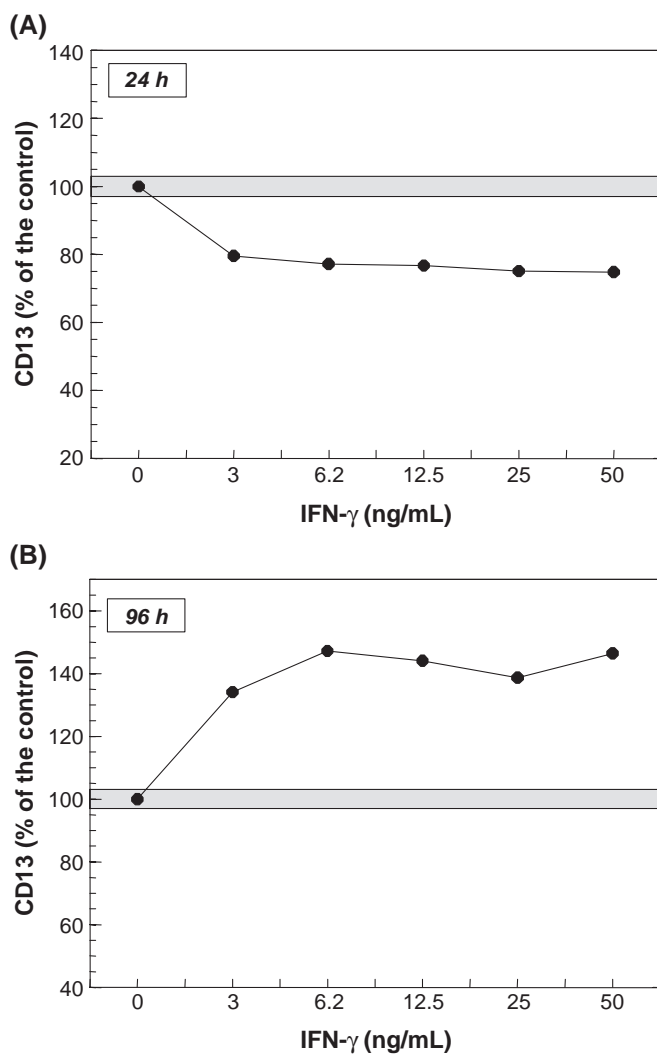 (A)
140
24 h
120
100
80
60
40
20
CD13 (% of the control)
0 3 6.2 12.5 25 50
IFN-γ (ng/mL)
(B)
160
96 h
140
120
100
80
60
40
CD13 (% of the control)
0 3 6.2 12.5 25 50
IFN-γ (ng/mL)